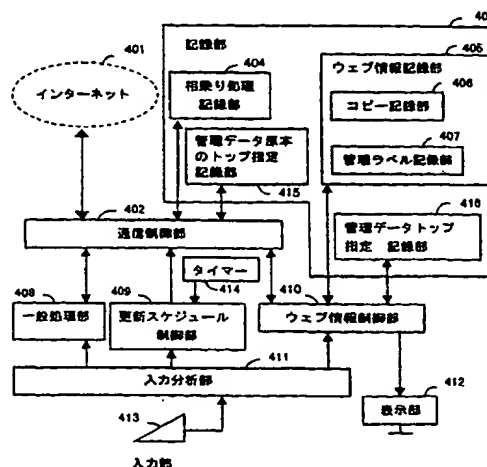 401
インターネット
40
記録部
404
相乗り処理
記録部
405
ウェブ情報記録部
406
コピー記録部
407
管理ラベル記録部
管理データ原本
のトップ指定
記録部
415
402
通信制御部
416
管理データトップ
指定 記録部
タイマー
414
408
一般処理部
409
更新スケジュール
制御部
410
ウェブ情報制御部
411
入力分析部
412
表示部
413
入力部